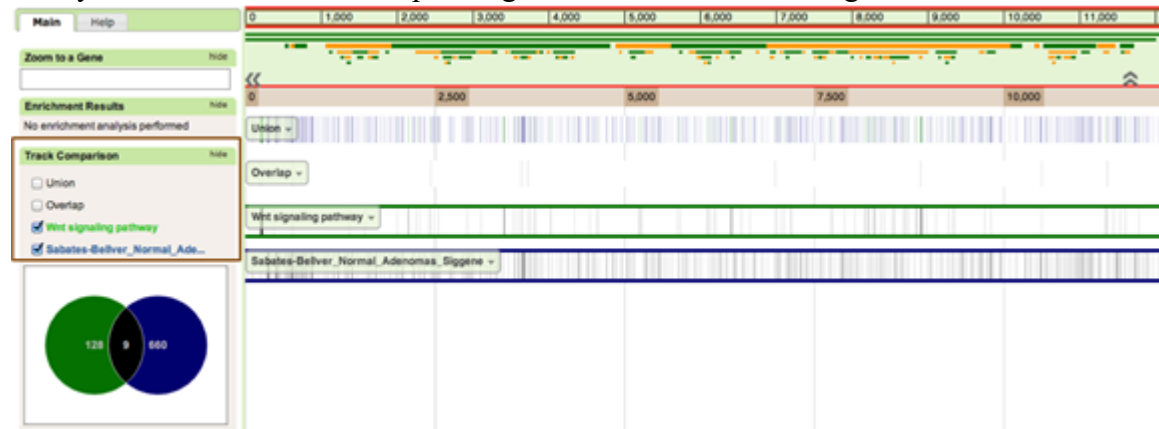 Main Help
Zoom to a Gene hide
Enrichment Results hide
No enrichment analysis performed
Track Comparison hide
Union
Overlap
Wnt signaling pathway
Sabates-Bellver_Normal_Ade...
128 9 660
0 1,000 2,000 3,000 4,000 5,000 6,000 7,000 8,000 9,000 10,000 11,000
0 2,500 5,000 7,500 10,000
Union
Overlap
Wnt signaling pathway
Sabates-Bellver_Normal_Adenomas_Siggene